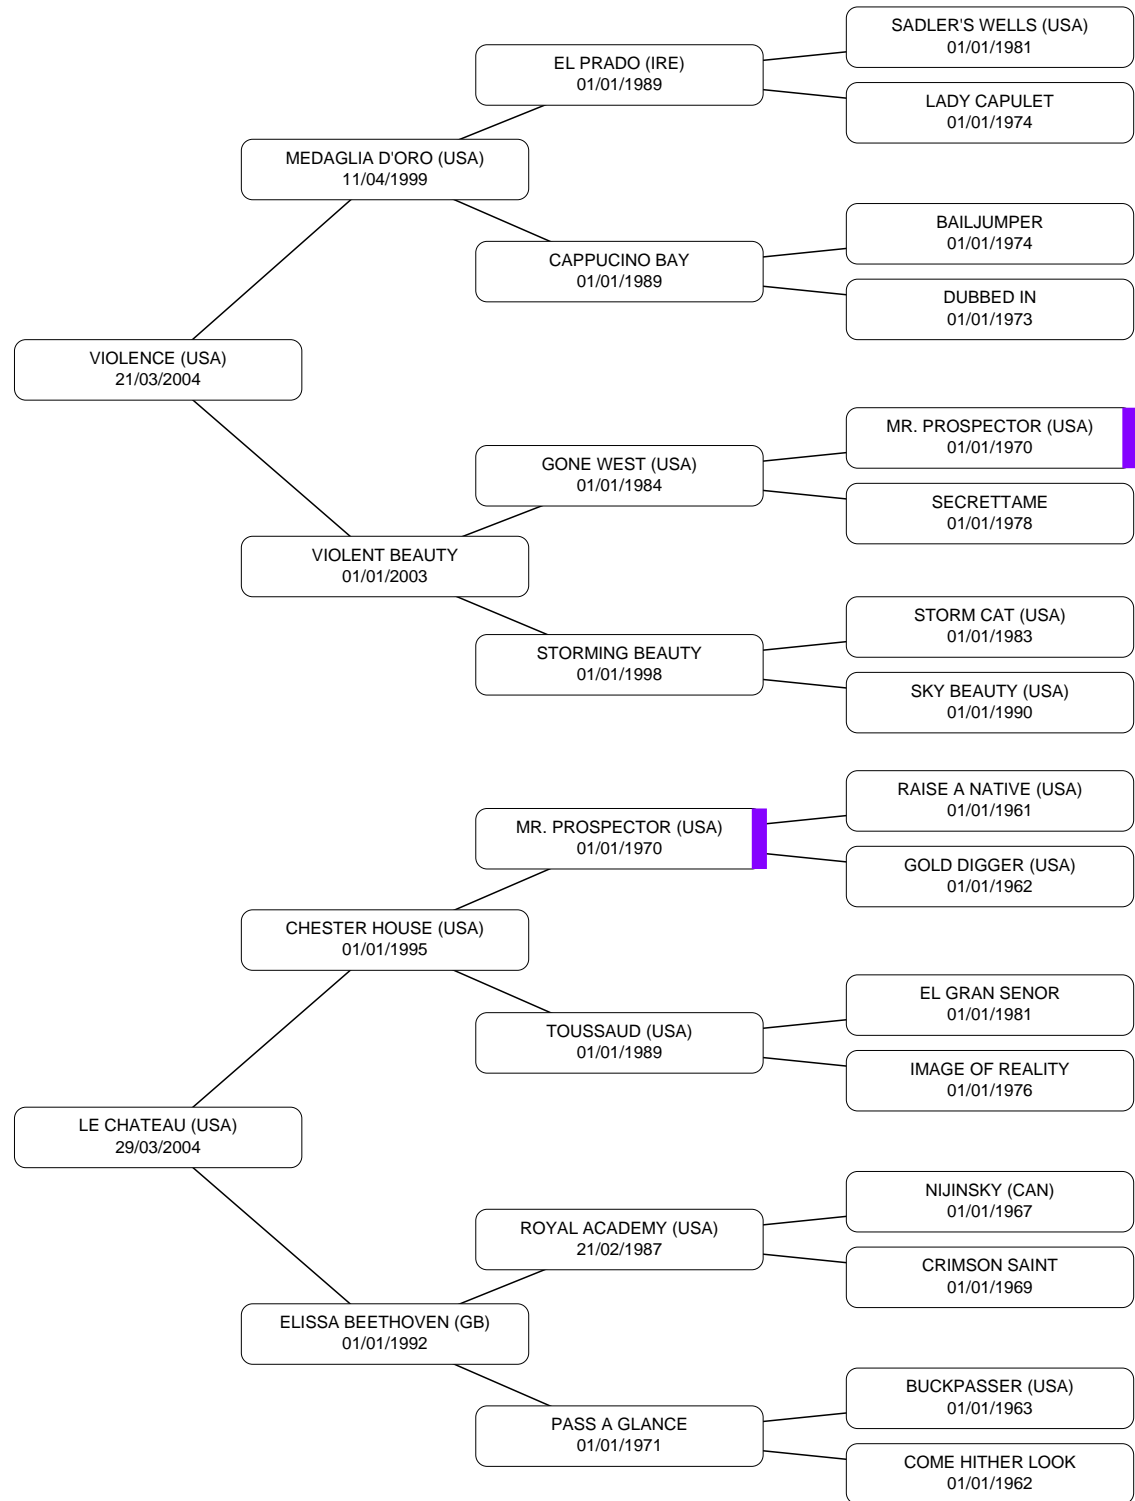 SADLER'S WELLS (USA)
01/01/1981
EL PRADO (IRE)
01/01/1989
LADY CAPULET
01/01/1974
MEDAGLIA D'ORO (USA)
11/04/1999
BAILJUMPER
01/01/1974
CAPPUCINO BAY
01/01/1989
DUBBED IN
01/01/1973
VIOLENCE (USA)
21/03/2004
MR. PROSPECTOR (USA)
01/01/1970
GONE WEST (USA)
01/01/1984
SECRETTAME
01/01/1978
VIOLENT BEAUTY
01/01/2003
STORM CAT (USA)
01/01/1983
STORMING BEAUTY
01/01/1998
SKY BEAUTY (USA)
01/01/1990
RAISE A NATIVE (USA)
01/01/1961
MR. PROSPECTOR (USA)
01/01/1970
GOLD DIGGER (USA)
01/01/1962
CHESTER HOUSE (USA)
01/01/1995
EL GRAN SENOR
01/01/1981
TOUSSAUD (USA)
01/01/1989
IMAGE OF REALITY
01/01/1976
LE CHATEAU (USA)
29/03/2004
NIJINSKY (CAN)
01/01/1967
ROYAL ACADEMY (USA)
21/02/1987
CRIMSON SAINT
01/01/1969
ELISSA BEETHOVEN (GB)
01/01/1992
BUCKPASSER (USA)
01/01/1963
PASS A GLANCE
01/01/1971
COME HITHER LOOK
01/01/1962